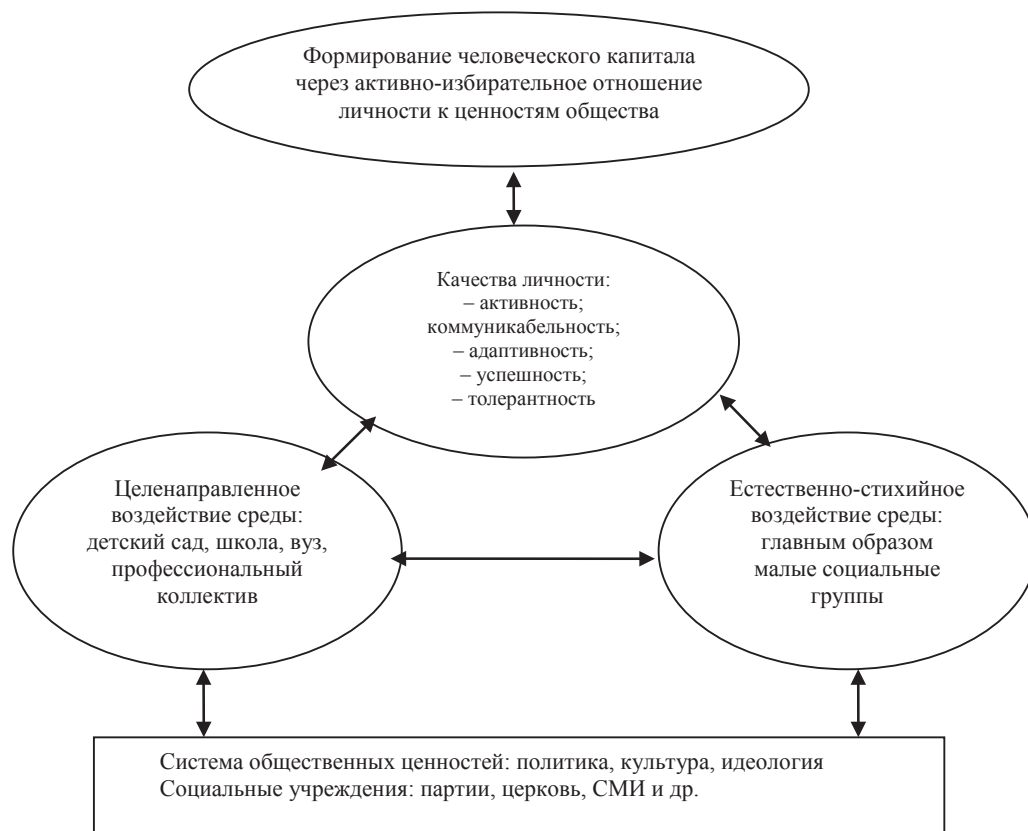 Формирование человеческого капитала
через активно-избирательное отношение
личности к ценностям общества
Качества личности:
– активность;
коммуникабельность;
– адаптивность;
– успешность;
– толерантность
Целенаправленное
воздействие среды:
детский сад, школа, вуз,
профессиональный
коллектив
Естественно-стихийное
воздействие среды:
главным образом
малые социальные
группы
Система общественных ценностей: политика, культура, идеология
Социальные учреждения: партии, церковь, СМИ и др.